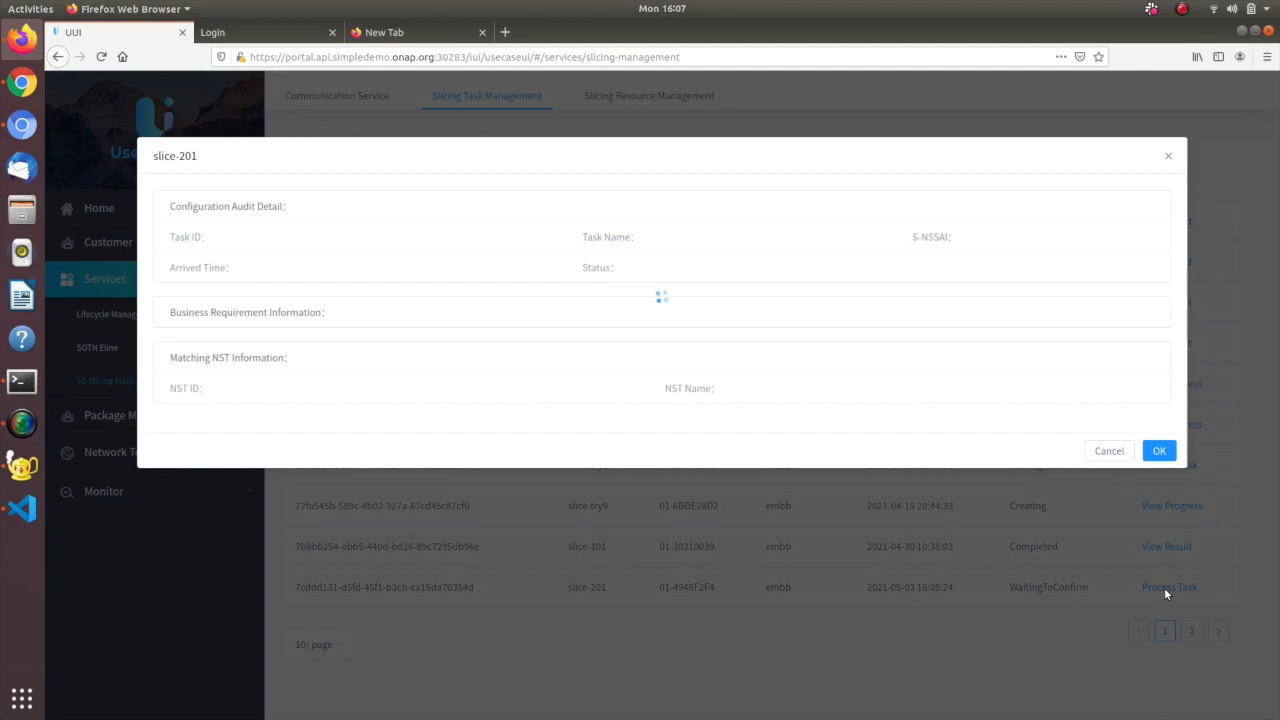 Activities Firefox Web Browser Mon 16:07
UUI Login New Tab
https://portal.api.simpledemo.onap.org:30283/iui/usecaseui/#/services/slicing-management
Communication Service Slicing Task Management Slicing Resource Management
slice-201
Configuration Audit Detail：
Task ID： Task Name： S-NSSAI：
Arrived Time： Status：
Business Requirement Information：
Matching NST Information：
NST ID： NST Name：
Cancel OK
Home
Customer
Services
Lifecycle Manag
SOTN Eline
5G Slicing Mana
Package M
Network T
Monitor
72fa545b-589c-4b02-927a-67cd45c87cf0 slice-try9 01-6BDE28D2 embb 2021-04-19 20:44:33 Creating View Progress
7b8bb254-ebb5-440d-bd26-89c7295db96e slice-101 01-30310039 embb 2021-04-30 10:38:03 Completed View Result
7cddd131-d5fd-45f1-b3cb-ca15da70354d slice-201 01-4949F2F4 embb 2021-05-03 16:05:24 WaitingToConfirm Process Task
10/ page < 1 2 >